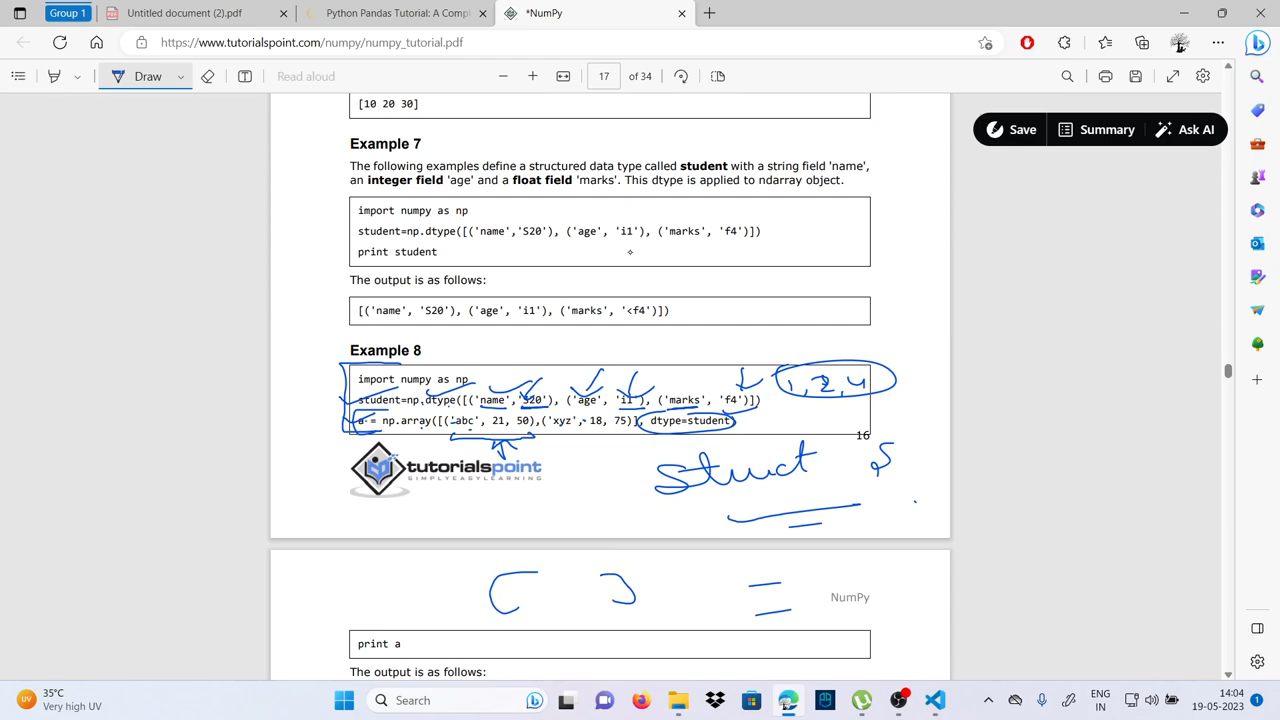 Group 1
Untitled document (2).pdf
Python Pandas Tutorial: A Comp
*NumPy
https://www.tutorialspoint.com/numpy/numpy_tutorial.pdf
Draw
Read aloud
17
of 34
[10 20 30]
Save
Summary
Ask AI
Example 7
The following examples define a structured data type called student with a string field 'name',
an integer field 'age' and a float field 'marks'. This dtype is applied to ndarray object.
import numpy as np
student=np.dtype([('name','S20'), ('age', 'i1'), ('marks', 'f4')])
print student
The output is as follows:
[('name', 'S20'), ('age', 'i1'), ('marks', '<f4')])
Example 8
import numpy as np
1, 2, 4
student=np.dtype([('name','S20'), ('age', 'i1'), ('marks', 'f4')])
a = np.array([('abc', 21, 50),('xyz', 18, 75)], dtype=student)
16
tutorialspoint
SIMPLYEASYLEARNING
Struct S
NumPy
print a
The output is as follows:
35°C
Very high UV
Search
ENG
IN
14:04
19-05-2023